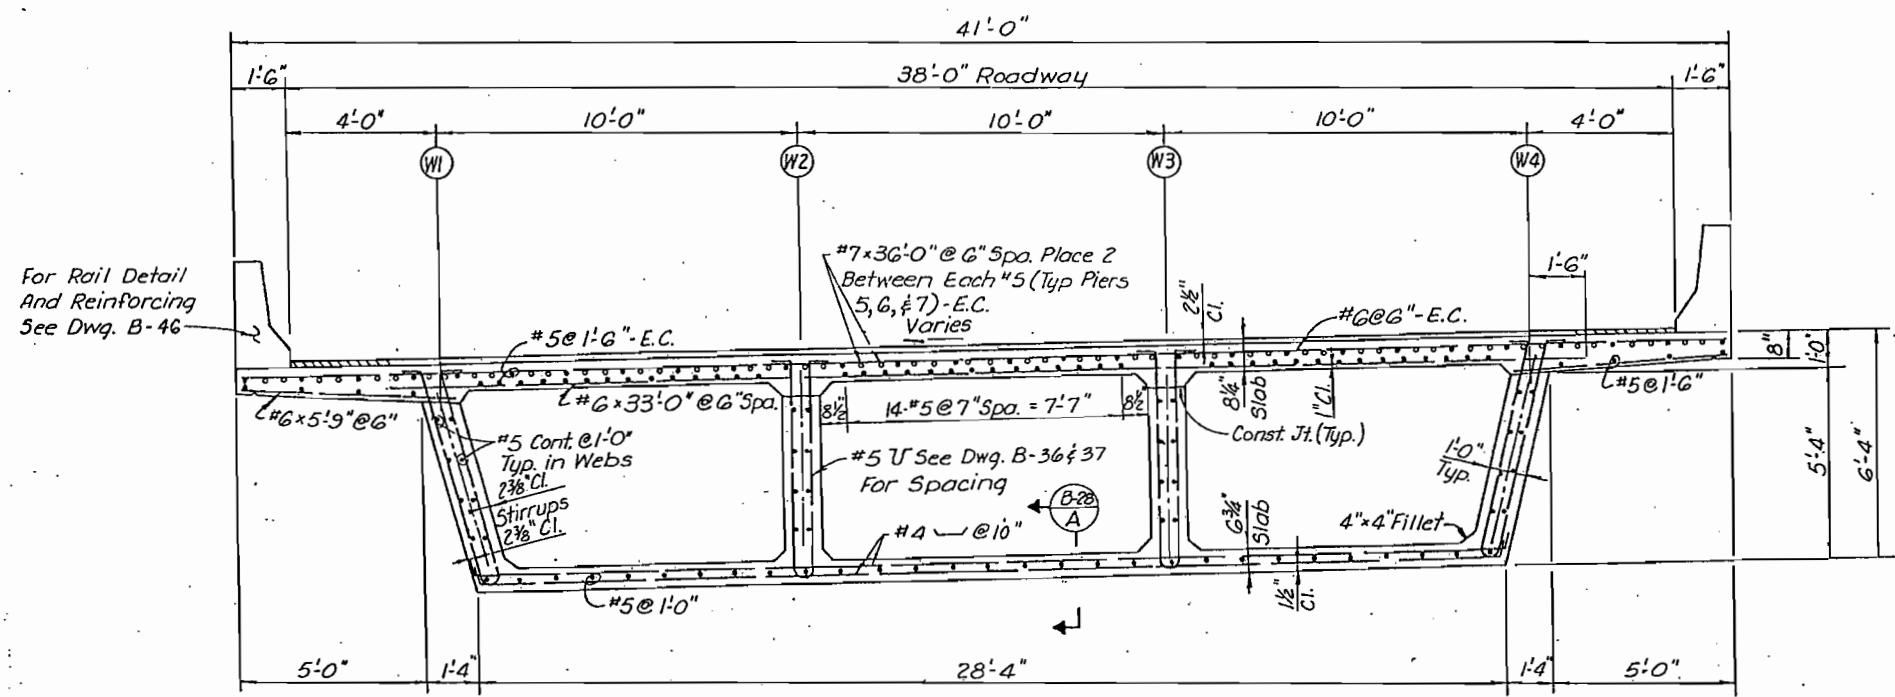 41'-0"
1'-6"
38'-0" Roadway
1'-6"
4'-0"
10'-0"
10'-0"
10'-0"
4'-0"
W1
W2
W3
W4
For Rail Detail
And Reinforcing
See Dwg. B-46
#7x36'-0" @ 6" Spa. Place 2
Between Each #5 (Typ Piers
5, 6, & 7) - E.C.
Varies
#5@ 1'-6" - E.C.
2½"
Cl.
#6@6" - E.C.
1'-6"
8"
1'-0"
#6x5'-9"@6"
#6x33'-0"@6"Spa.
8½"
14-#5@7"Spa. = 7'-7"
8½"
8¼"
Slab
1"Cl.
#5@1'-6"
#5 Cont. @1'-0"
Typ. in Webs
2⅜"Cl.
Stirrups
2⅜"Cl.
#5 U See Dwg. B-36&37
For Spacing
Const. Jt. (Typ.)
1'-0"
Typ.
5'-4"
6'-4"
B-28
A
#4 @10"
6¾"
Slab
4"x4"Fillet
#5@1'-0"
1½"
Cl.
5'-0"
1'-4"
28'-4"
1'-4"
5'-0"